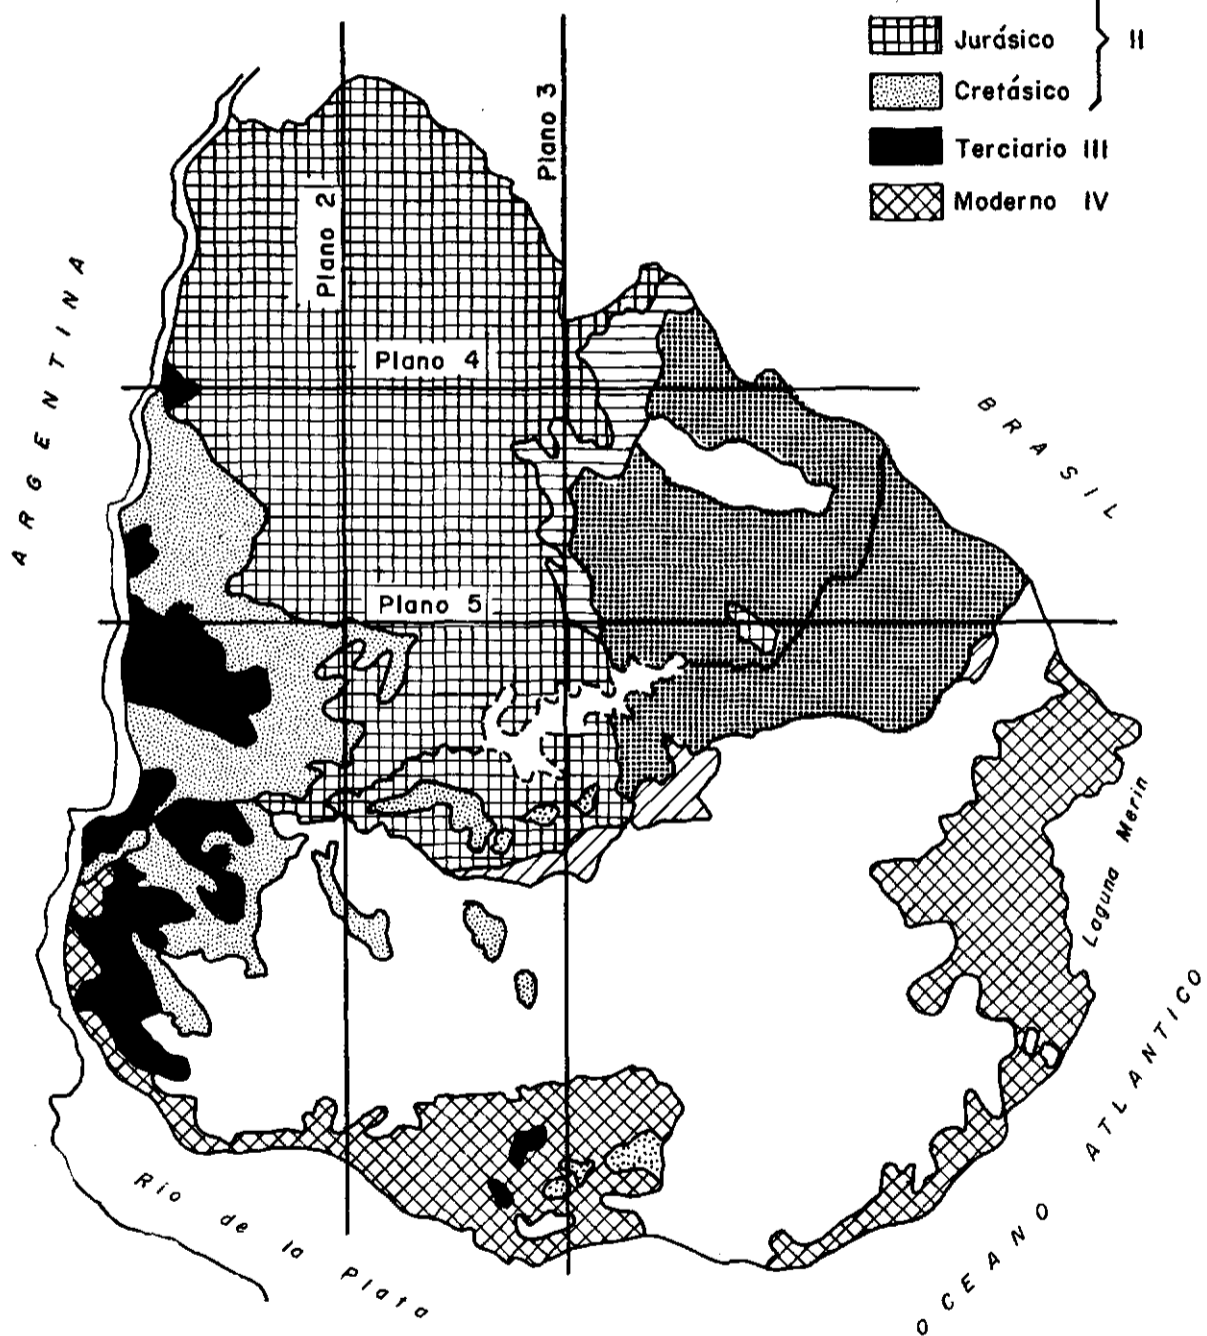 Jurásico
II
Cretásico
Terciario III
Moderno IV
Plano 3
Plano 2
ARGENTINA
Plano 4
BRASIL
Plano 5
Laguna Merin
OCEANO ATLANTICO
Río de la Plata